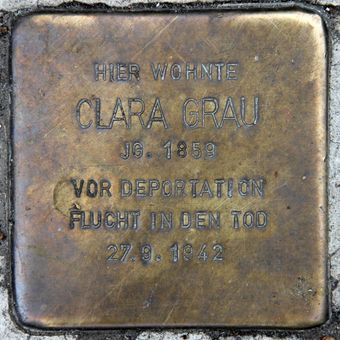 HIER WOHNTE
CLARA GRAU
JG. 1859
VOR DEPORTATION
FLUCHT IN DEN TOD
27.9.1942